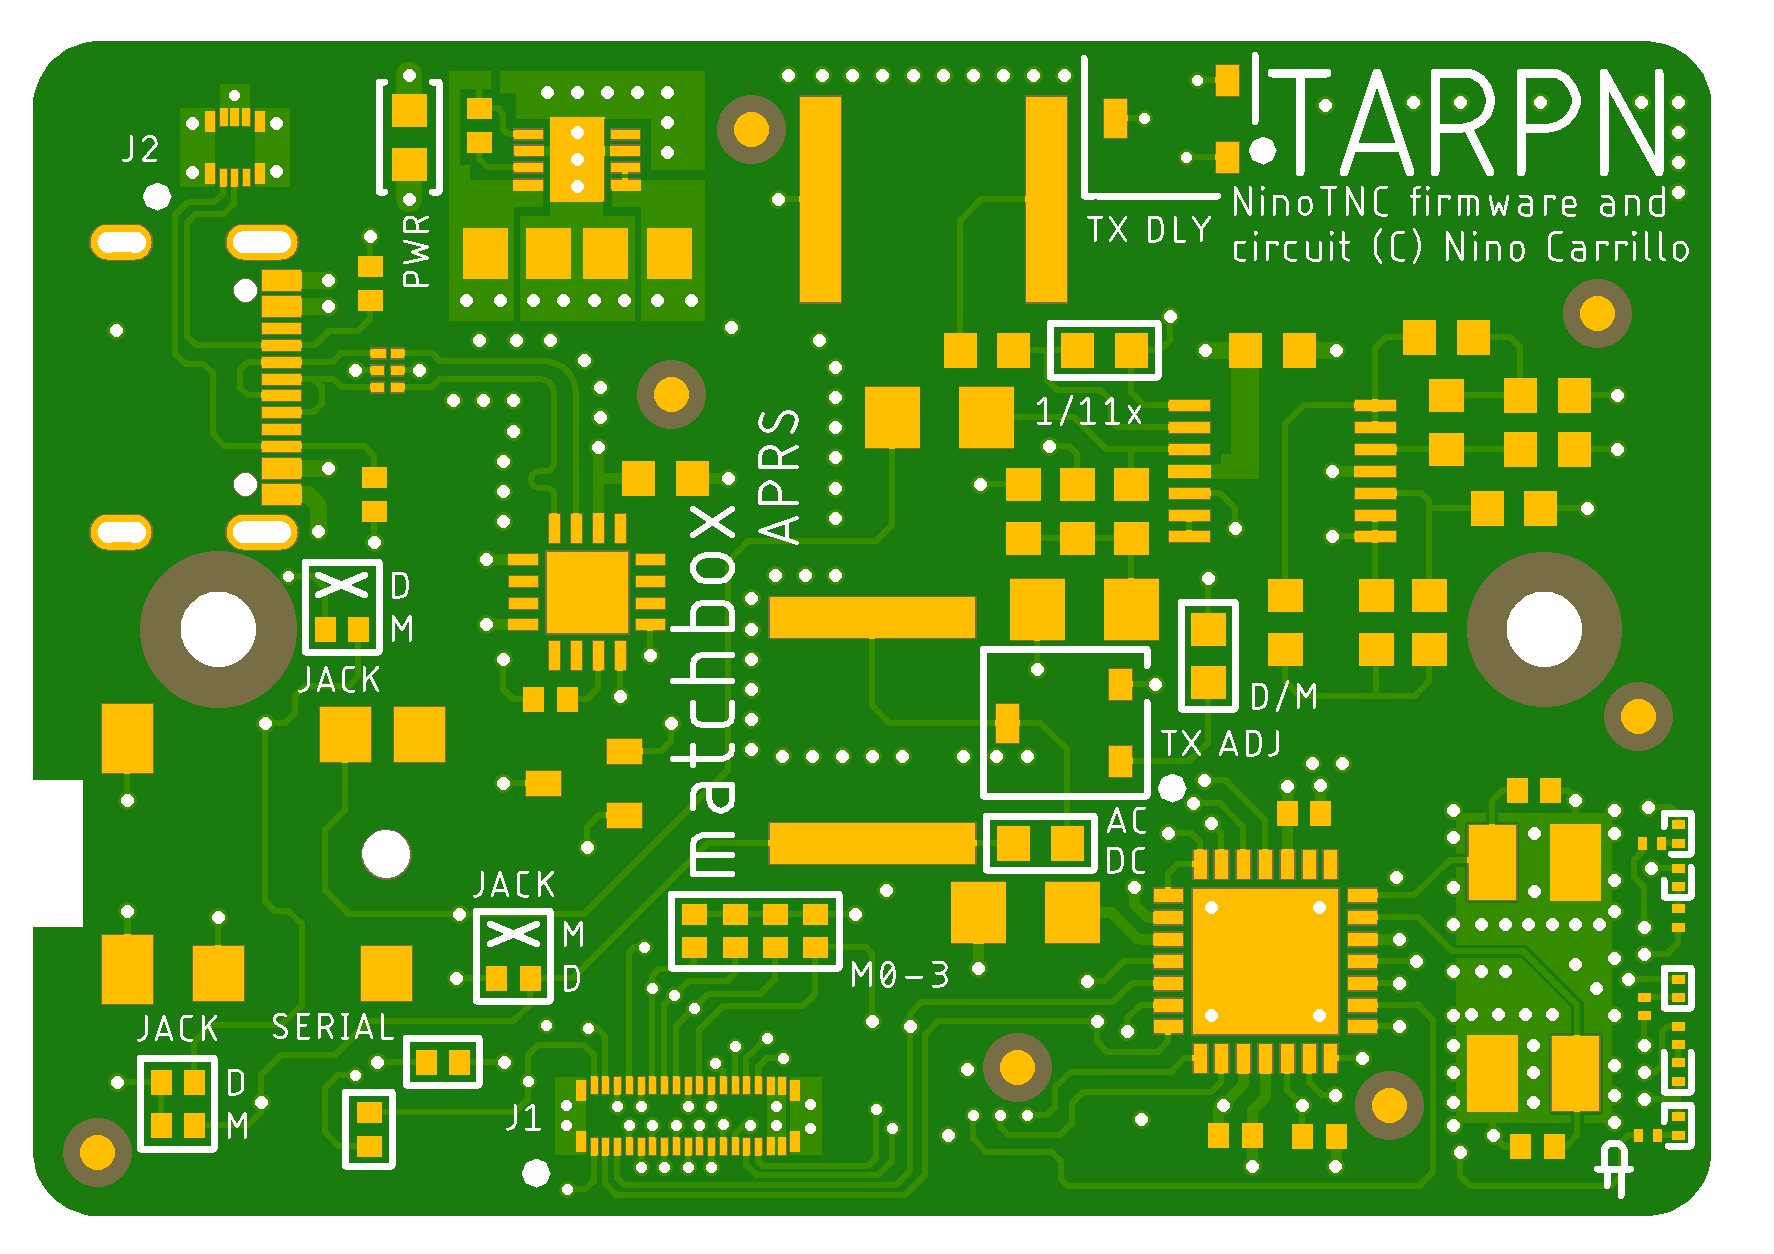 TARPN
NinoTNC firmware and
circuit (C) Nino Carrillo
J2
PWR
TX DLY
1/11x
APRS
matchbox
D
M
JACK
D/M
TX ADJ
AC
DC
JACK
M
D
M0-3
JACK
SERIAL
D
M
J1